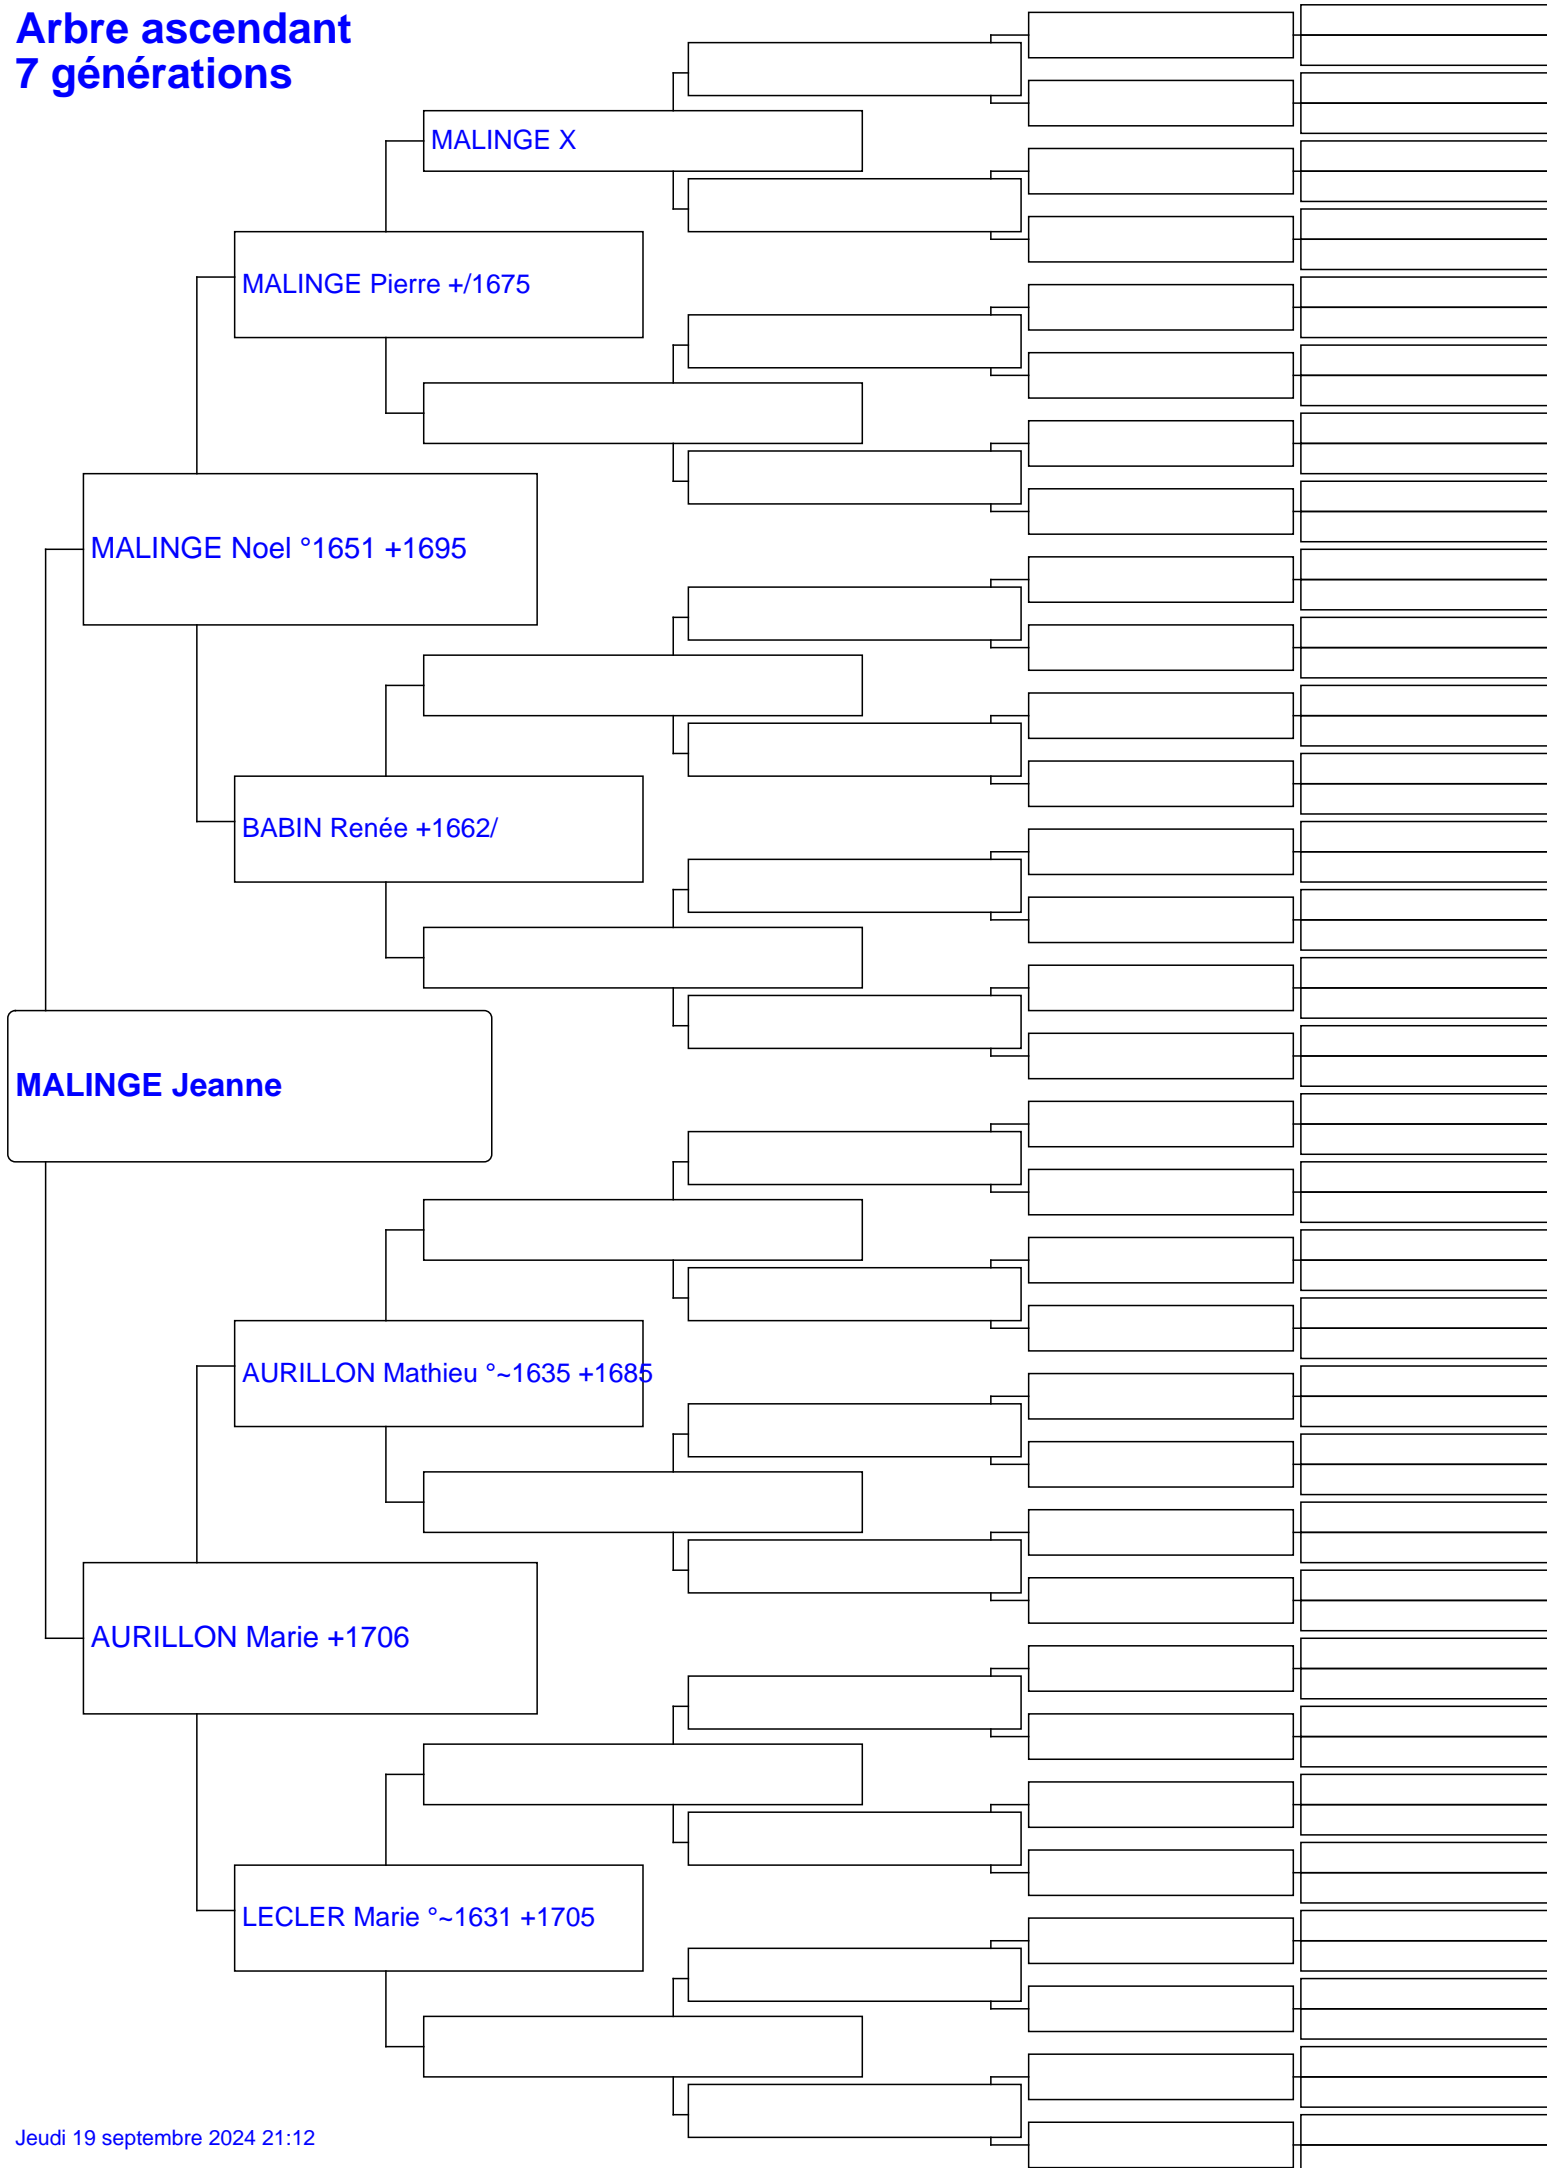 Arbre ascendant
7 générations
MALINGE X
MALINGE Pierre +/1675
MALINGE Noel °1651 +1695
BABIN Renée +1662/
MALINGE Jeanne
AURILLON Mathieu °~1635 +1685
AURILLON Marie +1706
LECLER Marie °~1631 +1705
Jeudi 19 septembre 2024 21:12